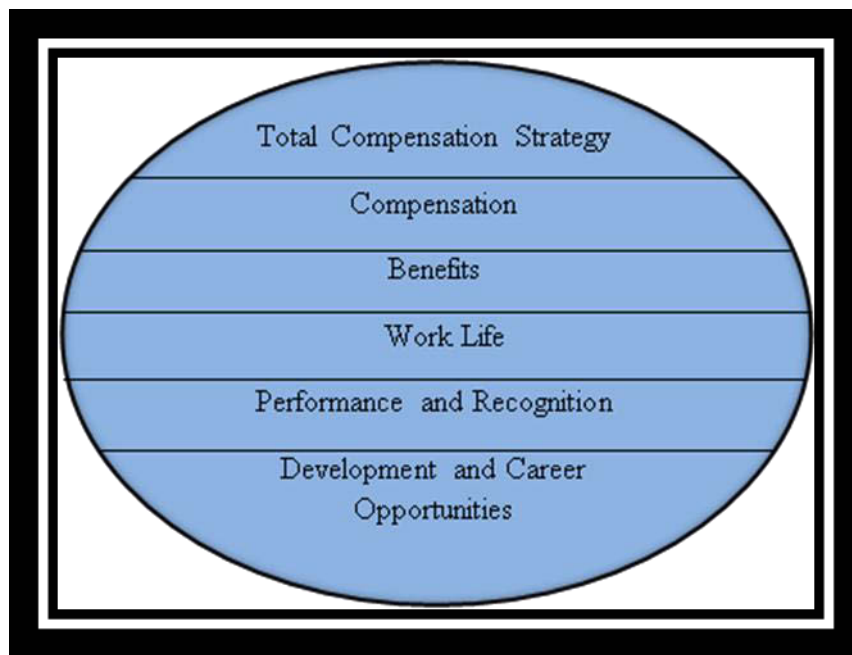 Total Compensation Strategy
Compensation
Benefits
Work Life
Performance and Recognition
Development and Career
Opportunities